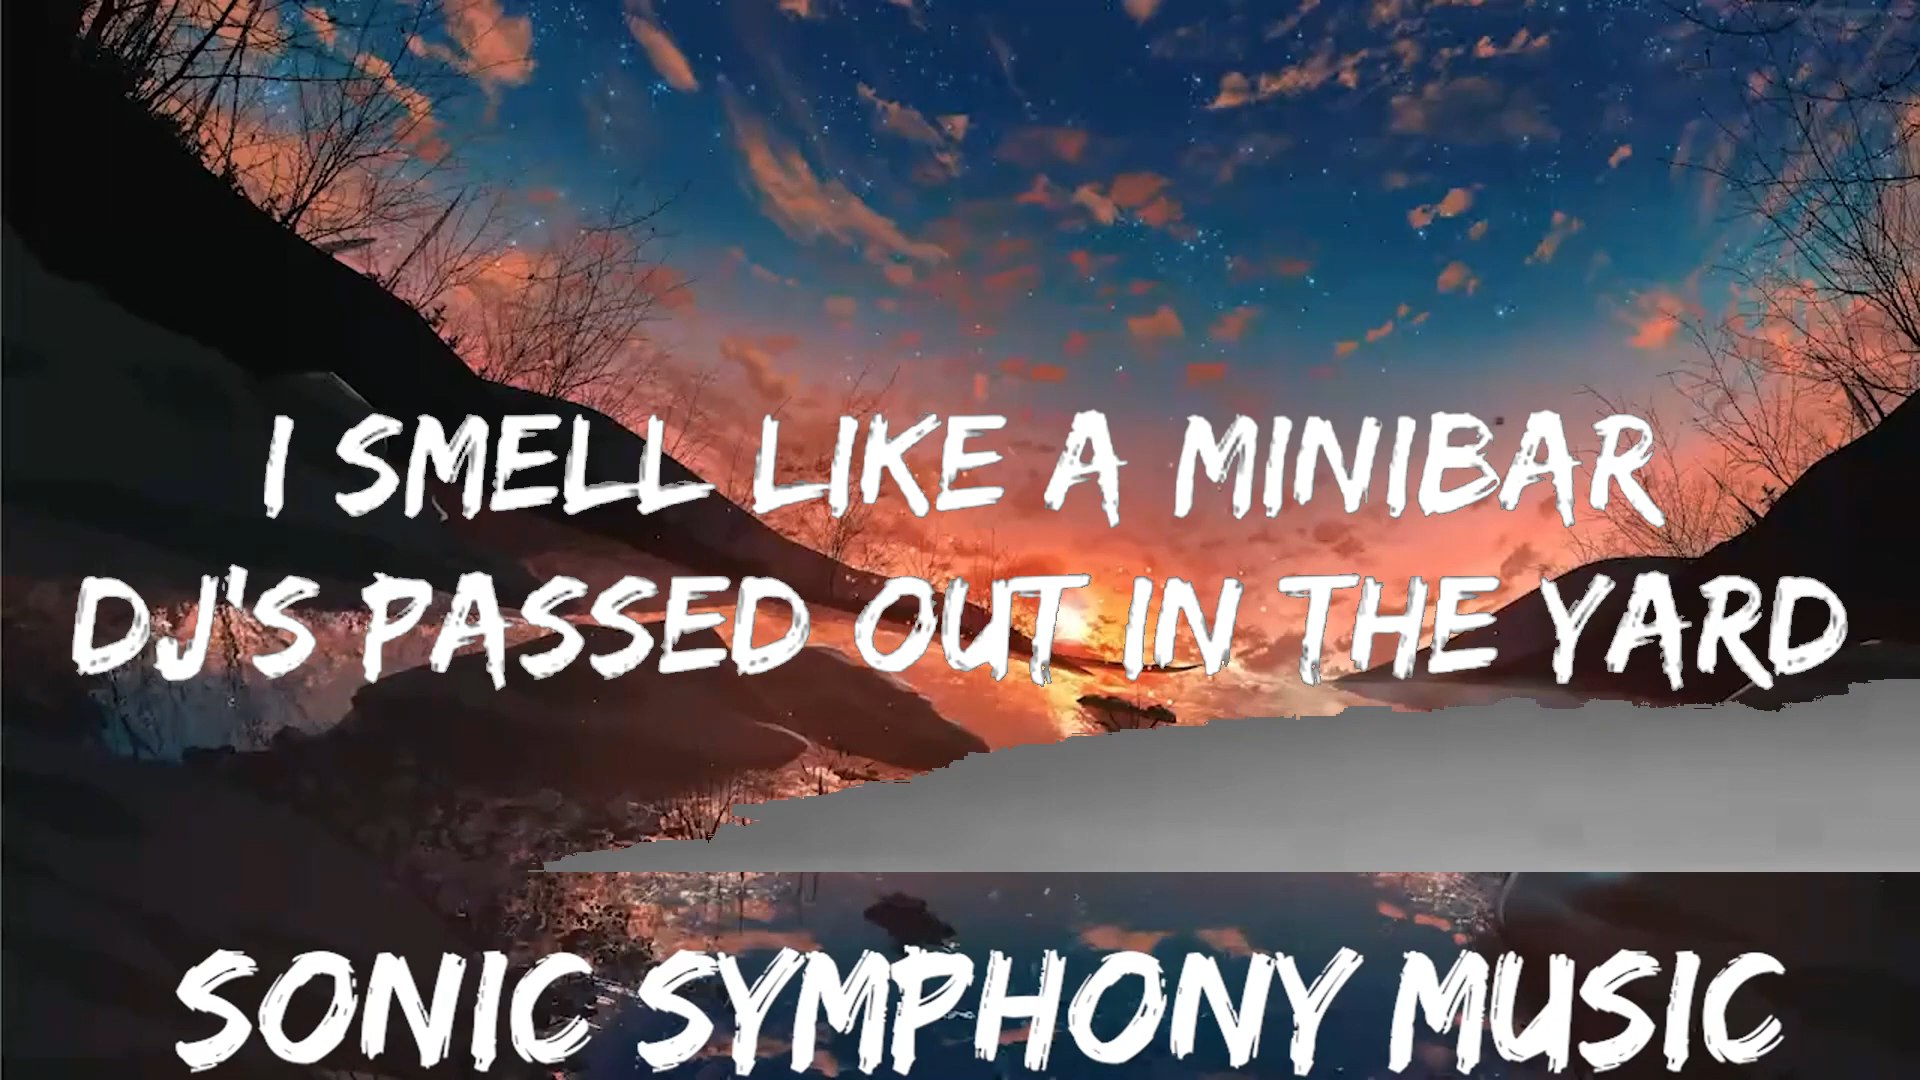 I SMELL LIKE A MINIBAR
DJ'S PASSED OUT IN THE YARD
SONIC SYMPHONY MUSIC